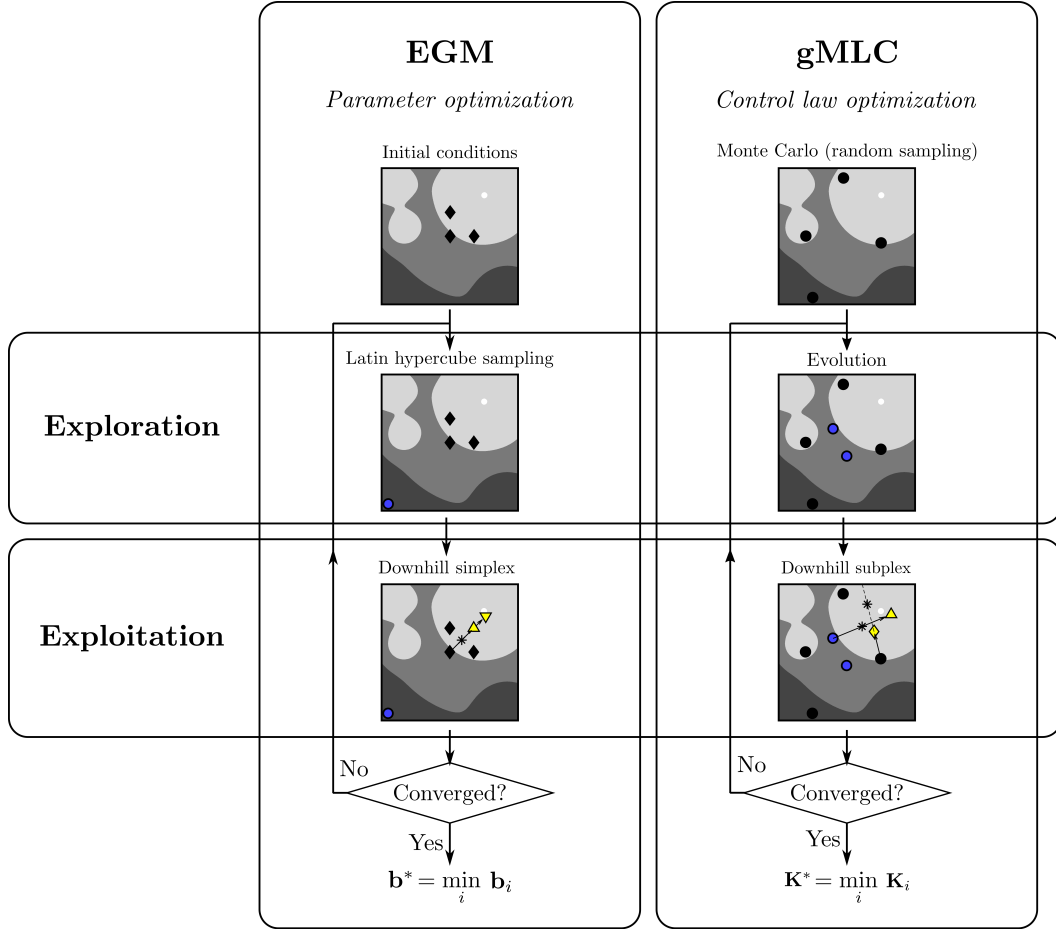 EGM
Parameter optimization
Initial conditions
gMLC
Control law optimization
Monte Carlo (random sampling)
Exploration
Latin hypercube sampling
Evolution
Exploitation
Downhill simplex
Downhill subplex
No
Converged?
Yes
b* = min b_i
i
No
Converged?
Yes
K* = min K_i
i